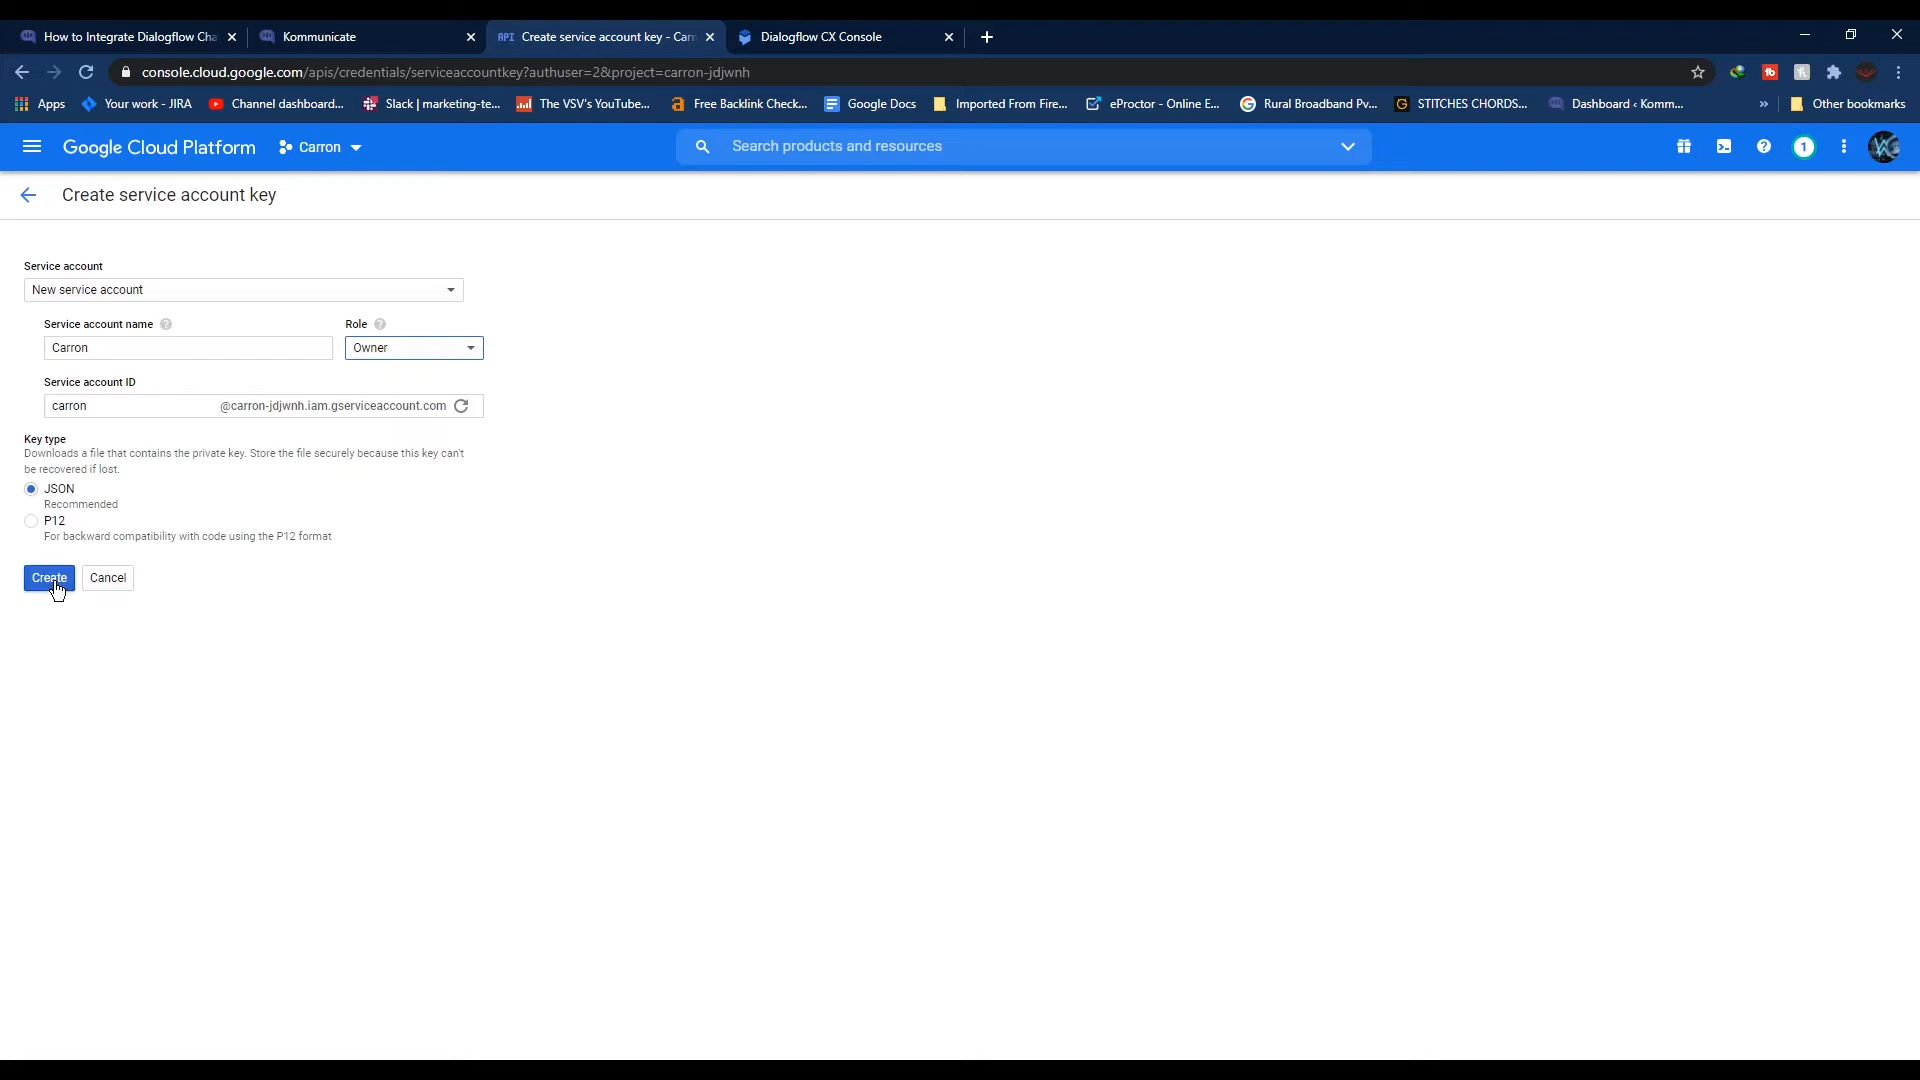 How to Integrate Dialogflow Cha
Kommunicate
API Create service account key - Carr
Dialogflow CX Console
console.cloud.google.com/apis/credentials/serviceaccountkey?authuser=2&project=carron-jdjwnh
Apps
Your work - JIRA
Channel dashboard...
Slack | marketing-te...
The VSV's YouTube...
Free Backlink Check...
Google Docs
Imported From Fire...
eProctor - Online E...
Rural Broadband Pv...
STITCHES CHORDS...
Dashboard ‹ Komm...
»
Other bookmarks
Google Cloud Platform
Carron
Search products and resources
1
Create service account key
Service account
New service account
Service account name
Role
Carron
Owner
Service account ID
carron @carron-jdjwnh.iam.gserviceaccount.com
Key type
Downloads a file that contains the private key. Store the file securely because this key can't
be recovered if lost.
JSON
Recommended
P12
For backward compatibility with code using the P12 format
Create Cancel